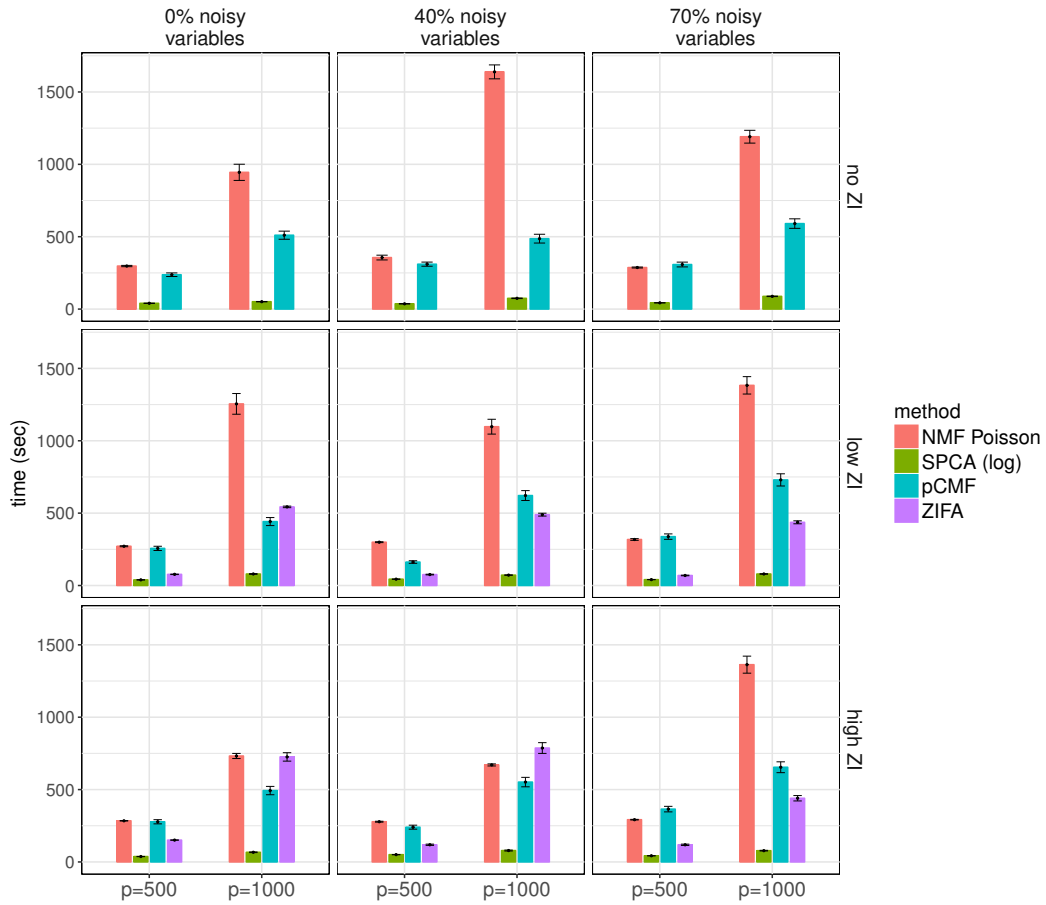 0% noisy
variables
40% noisy
variables
70% noisy
variables
1500
1000
500
0
no ZI
1500
1000
500
0
low ZI
time (sec)
1500
1000
500
0
high ZI
p=500
p=1000
p=500
p=1000
p=500
p=1000
method
NMF Poisson
SPCA (log)
pCMF
ZIFA